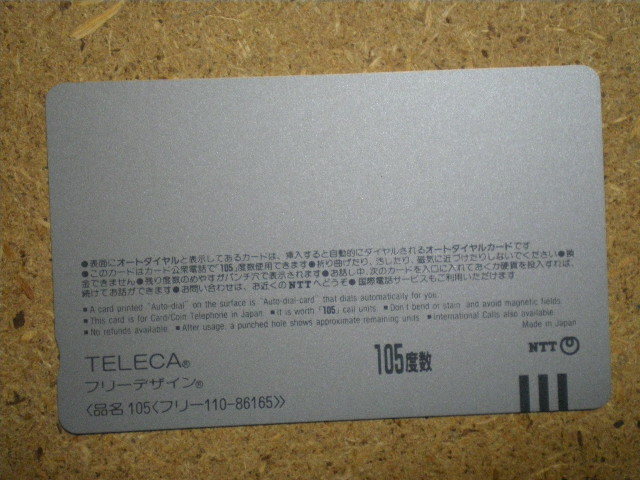 ●表面にオートダイヤルと表示してあるカードは、挿入すると自動的にダイヤルされるオートダイヤルカードです
●このカードはカード公衆電話で「105」度数使用できます●折り曲げたり、きしたり、磁気に近づけたりしないでください●換
金できません●残り度数のめやすがパンチ穴で表示されます●お話し中、次のカードを入口に入れておくか硬貨を投入すれば、
続けてお話ができます●お問い合わせは、お近くのNTTへどうぞ●国際電話サービスもご利用いただけます
■A card printed "Auto-dial" on the surface is "Auto-dial-card" that dials automatically for you.
■This card is for Card/Coin Telephone in Japan. ■It is worth「105」call units. ■Don't bend or stain and avoid magnetic fields.
■No refunds available. ■After usage, a punched hole shows approximate remaining units. ■International Calls also available.
Made in Japan
TELECA®
フリーデザイン®
〈品名 105〈フリー110-86165〉〉
105度数
NTT